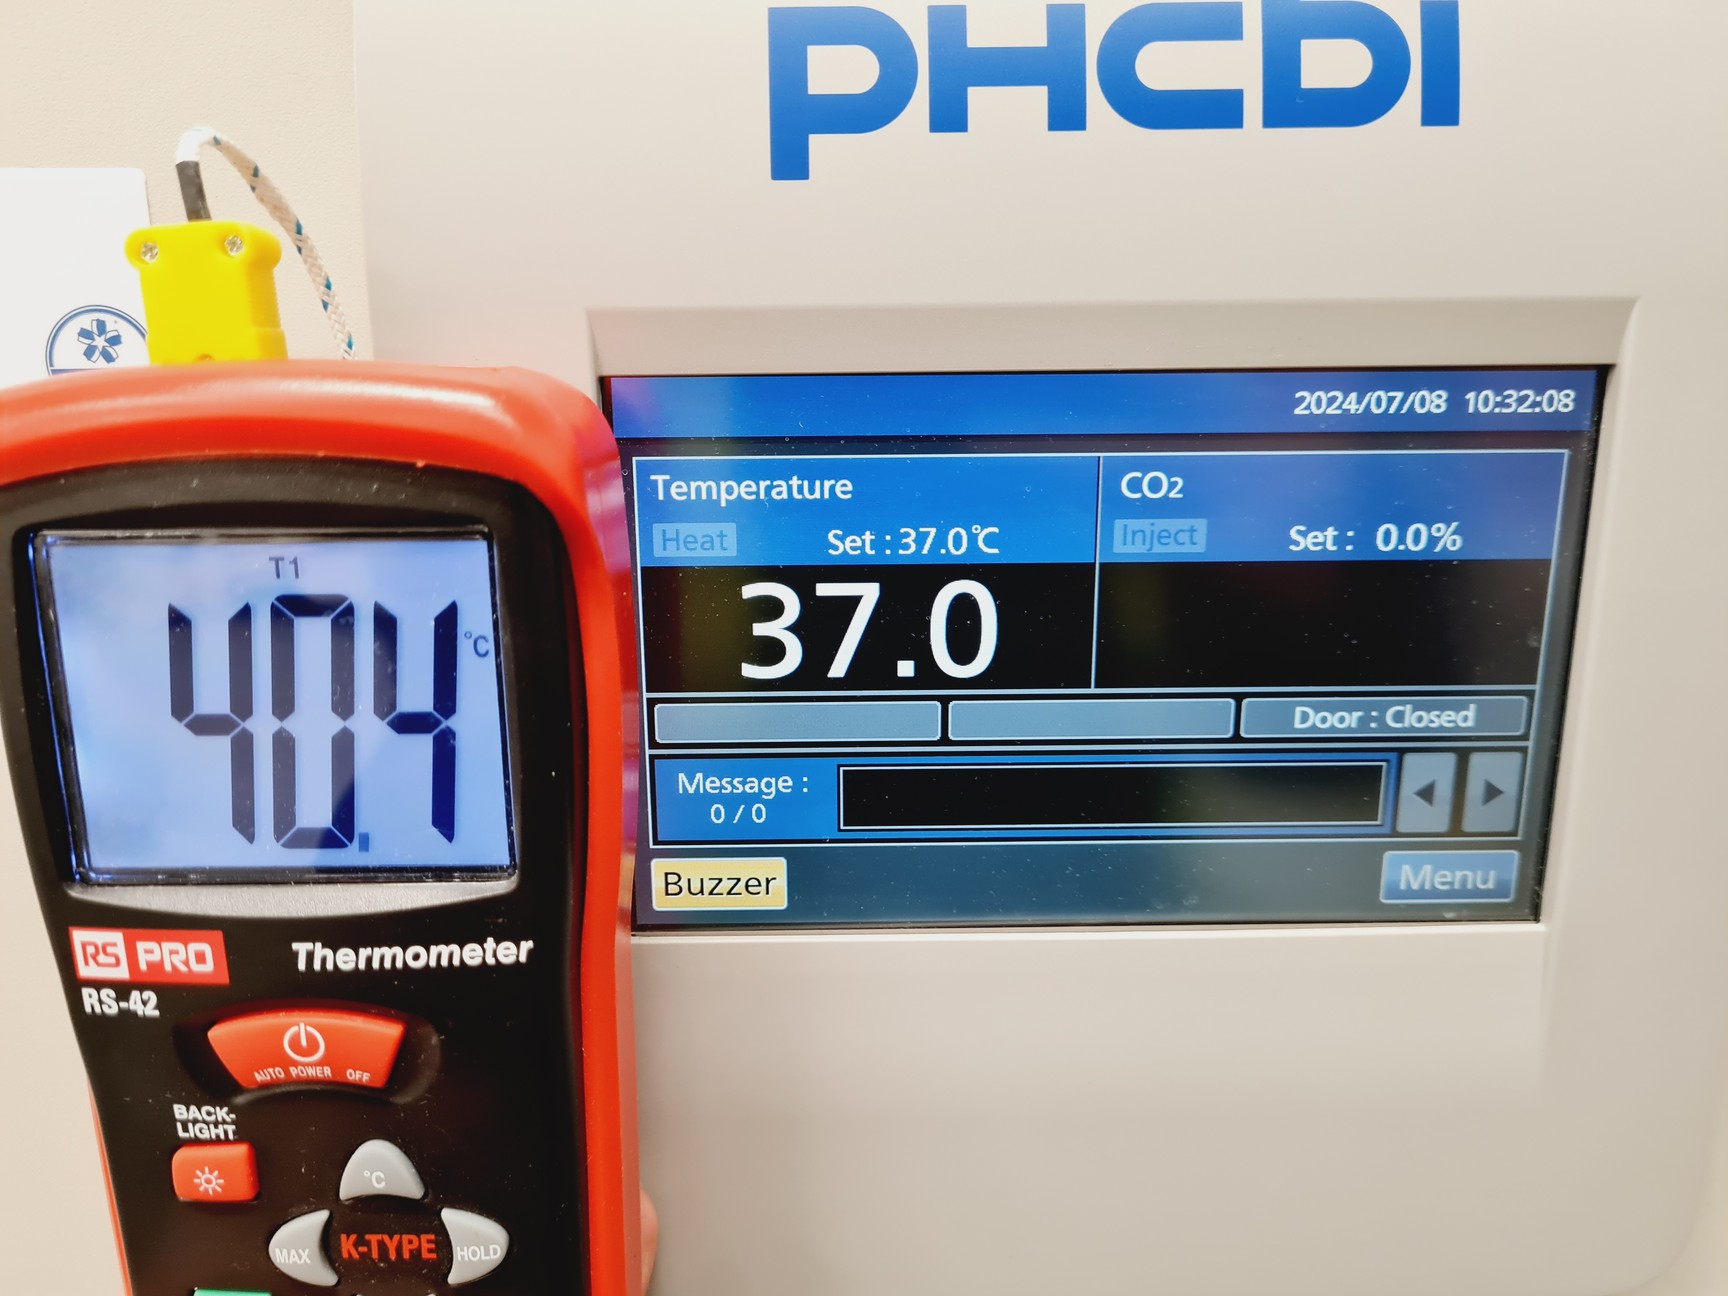 PHCBI
2024/07/08 10:32:08
Temperature
Heat
Set : 37.0℃
37.0
CO2
Inject
Set : 0.0%
Door : Closed
Message :
0 / 0
Buzzer
Menu
T1
40.4
°C
RS PRO
Thermometer
RS-42
AUTO POWER OFF
BACK-
LIGHT
°C
MAX
K-TYPE
HOLD